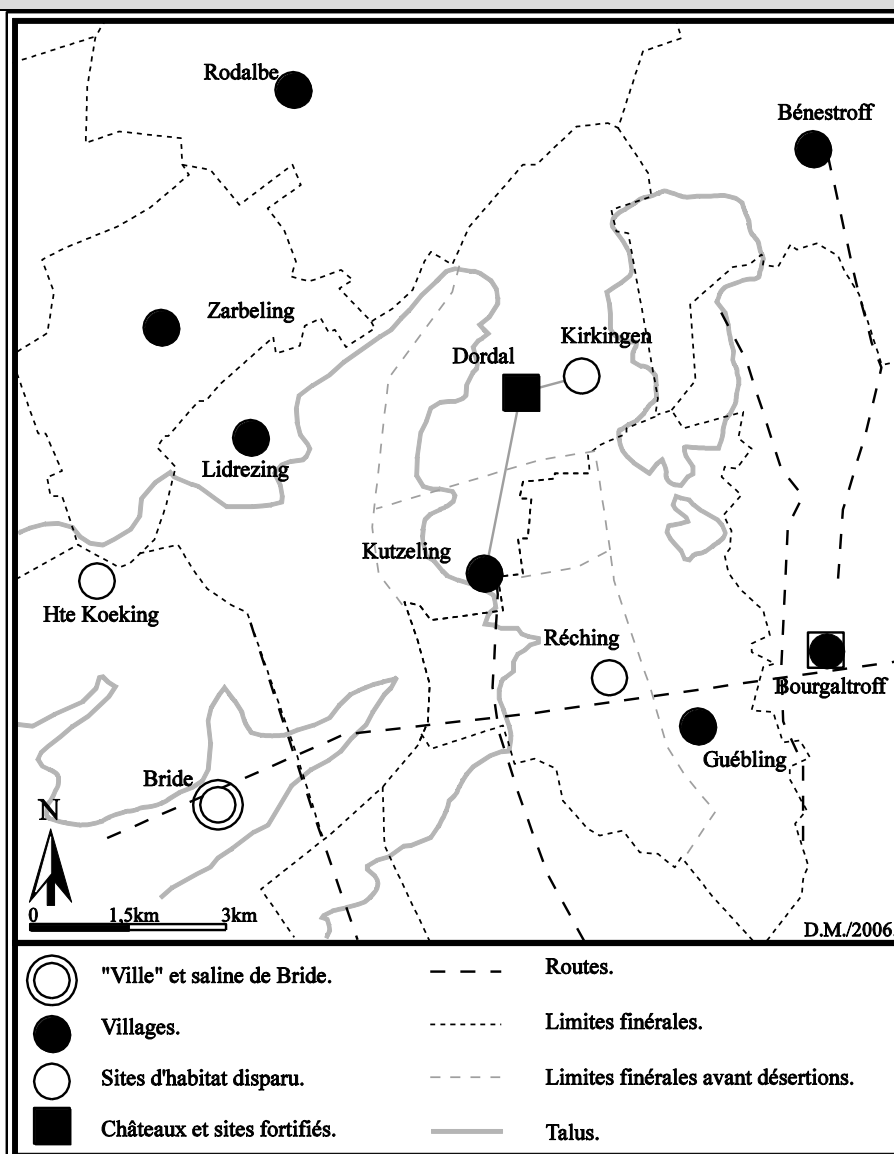 Rodalbe
Bénestroff
Zarbeling
Kirkingen
Dordal
Lidrezing
Kutzeling
Hte Koeking
Réching
Bourgaltroff
Guébling
Bride
N
0 1,5km 3km
D.M./2006.
"Ville" et saline de Bride.
Villages.
Sites d'habitat disparu.
Châteaux et sites fortifiés.
Routes.
Limites finérales.
Limites finérales avant désertions.
Talus.